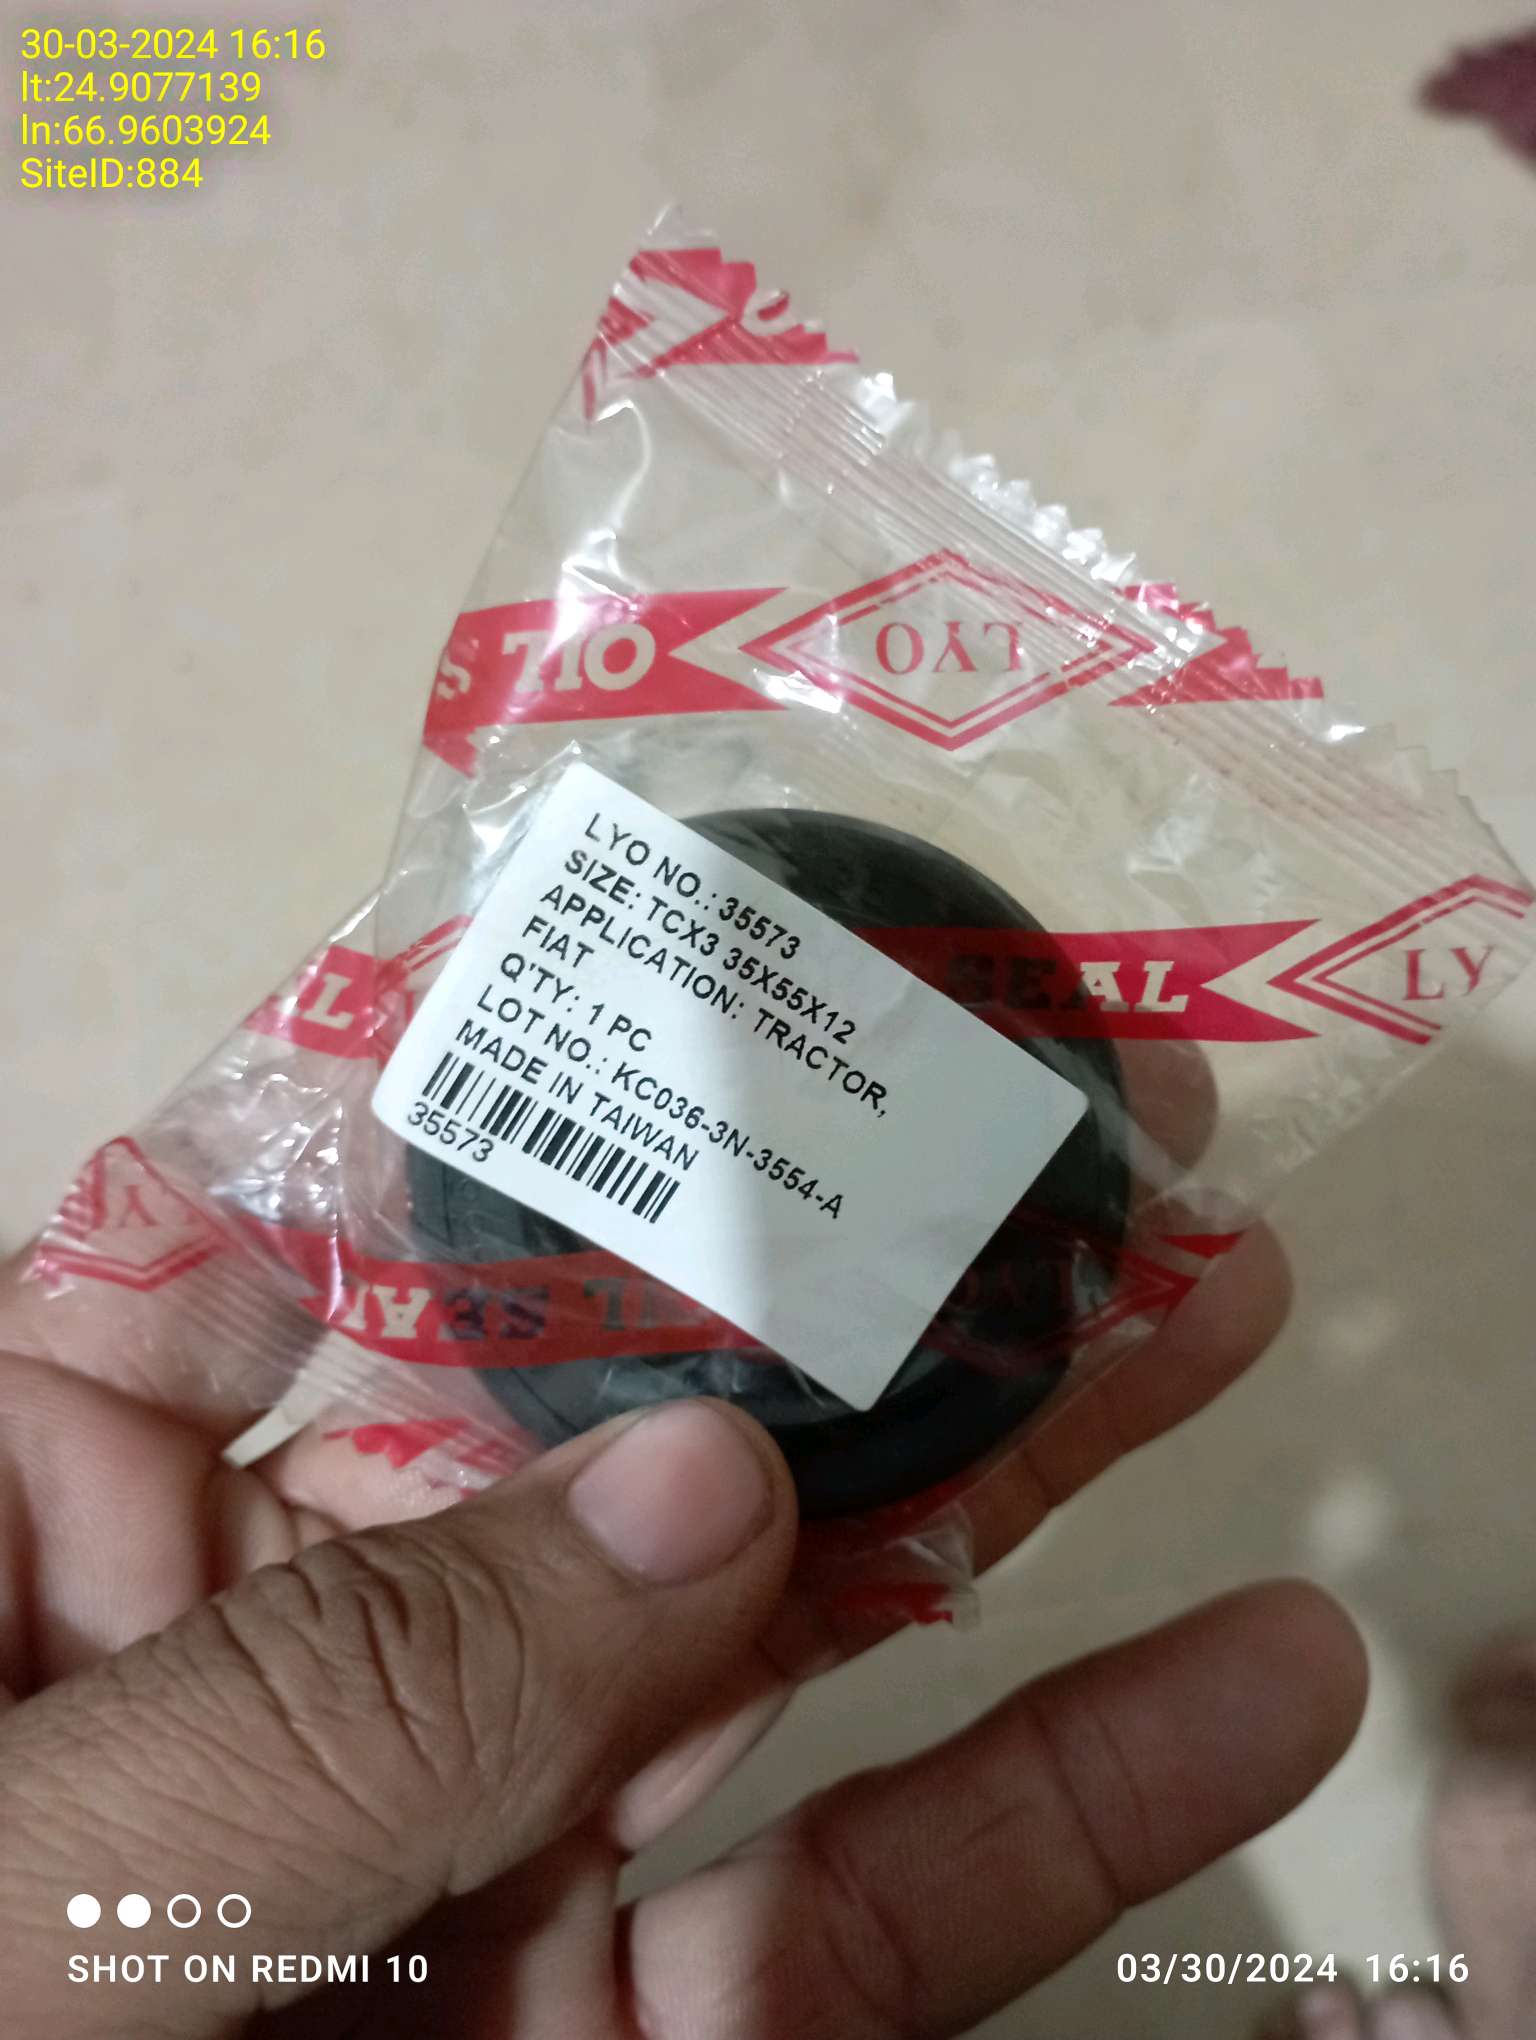 30-03-2024 16:16
lt:24.9077139
ln:66.9603924
SiteID:884
OIL S
LYO
LYO NO.: 35573
SIZE: TCX3 35X55X12
APPLICATION: TRACTOR,
FIAT
Q'TY: 1 PC
LOT NO.: KC036-3N-3554-A
MADE IN TAIWAN
35573
SEAL
LY
SEAL
LYO
SHOT ON REDMI 10
03/30/2024 16:16